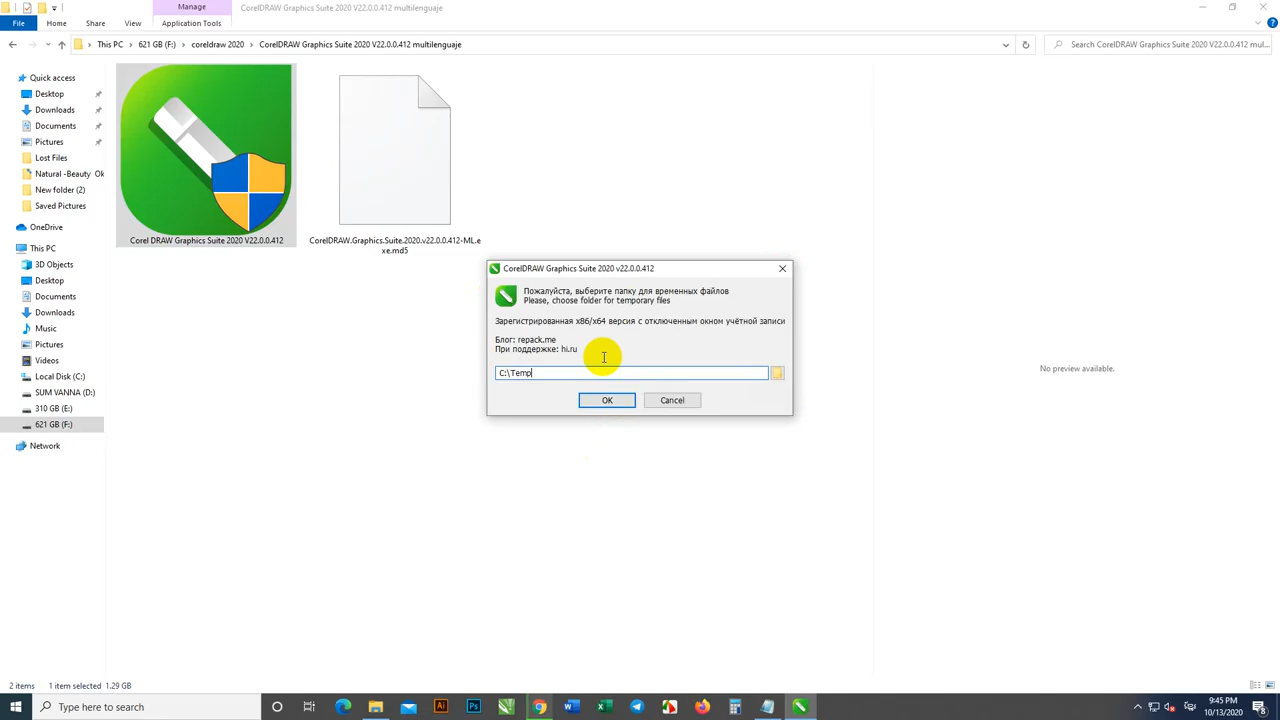 Manage
CorelDRAW Graphics Suite 2020 V22.0.0.412 multilenguaje
File
Home
Share
View
Application Tools
This PC
621 GB (F:)
coreldraw 2020
CorelDRAW Graphics Suite 2020 V22.0.0.412 multilenguaje
Search CorelDRAW Graphics Suite 2020 V22.0.0.412 mul...
Quick access
Desktop
Downloads
Documents
Pictures
Lost Files
Natural -Beauty Ok
New folder (2)
Saved Pictures
OneDrive
This PC
3D Objects
Desktop
Documents
Downloads
Music
Pictures
Videos
Local Disk (C:)
SUM VANNA (D:)
310 GB (E:)
621 GB (F:)
Network
Corel DRAW Graphics Suite 2020 V22.0.0.412
CorelDRAW.Graphics.Suite.2020.v22.0.0.412-ML.e
xe.md5
CorelDRAW Graphics Suite 2020 v22.0.0.412
Пожалуйста, выберите папку для временных файлов
Please, choose folder for temporary files
Зарегистрированная x86/x64 версия с отключенным окном учётной записи
Блог: repack.me
При поддержке: hi.ru
C:\Temp
OK
Cancel
No preview available.
2 items
1 item selected 1.29 GB
Type here to search
Ai
Ps
9:45 PM
10/13/2020
8